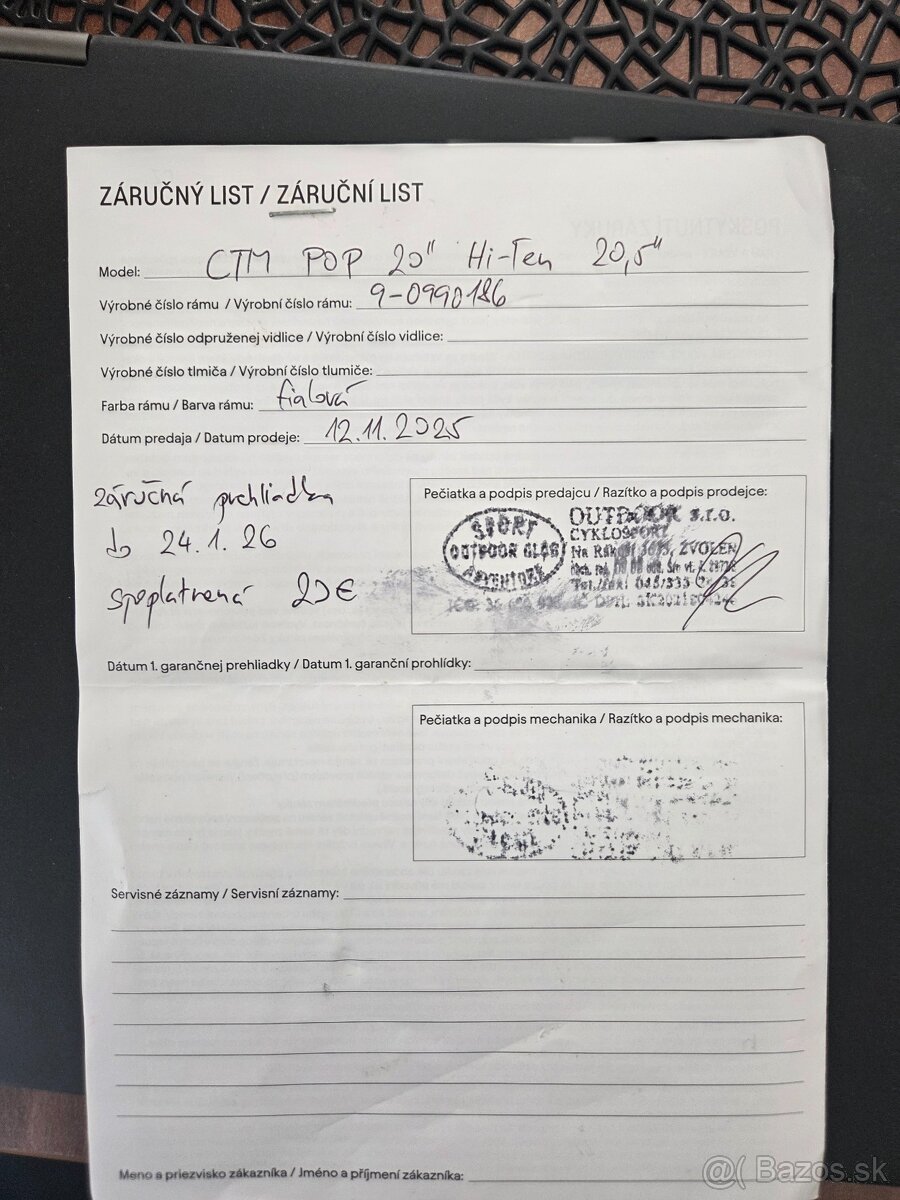 ZÁRUČNÝ LIST / ZÁRUČNÍ LIST
Model: CTM POP 20" Hi-Ten 20,5"
Výrobné číslo rámu / Výrobní číslo rámu: 9-0990186
Výrobné číslo odpruženej vidlice / Výrobní číslo vidlice:
Výrobné číslo tlmiča / Výrobní číslo tlumiče:
Farba rámu / Barva rámu: fialová
Dátum predaja / Datum prodeje: 12.11.2025
záručná prehliadka
do 24.1.26
spoplatnená 20€
Pečiatka a podpis predajcu / Razítko a podpis prodejce:
SPORT
OUTDOOR
ADVENTURE
OUTDOOR s.r.o.
CYKLOSPORT
ZVOLEN
Dátum 1. garančnej prehliadky / Datum 1. garanční prohlídky:
Pečiatka a podpis mechanika / Razítko a podpis mechanika:
Servisné záznamy / Servisní záznamy:
Meno a priezvisko zákazníka / Jméno a příjmení zákazníka:
@( Bazos.sk